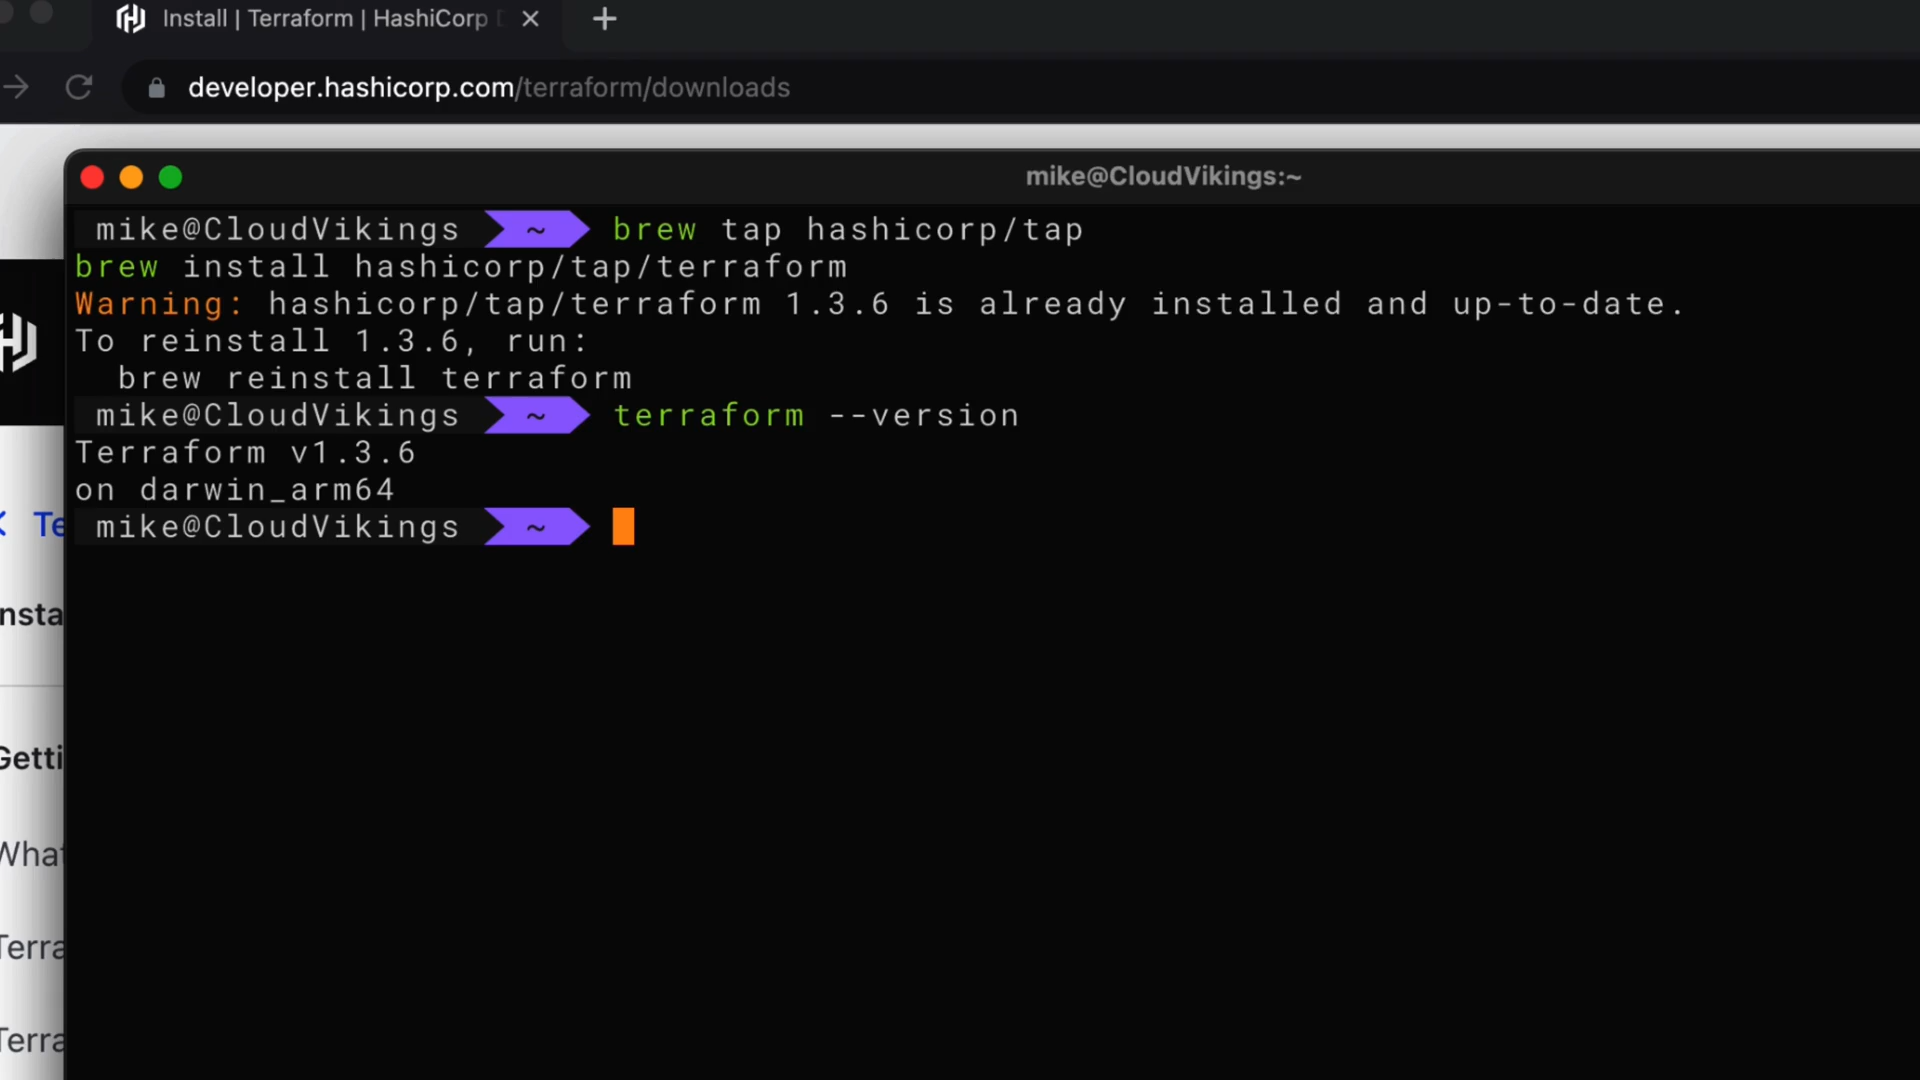 Install | Terraform | HashiCorp
developer.hashicorp.com/terraform/downloads
mike@CloudVikings:~
mike@CloudVikings ~ brew tap hashicorp/tap
brew install hashicorp/tap/terraform
Warning: hashicorp/tap/terraform 1.3.6 is already installed and up-to-date.
To reinstall 1.3.6, run:
brew reinstall terraform
mike@CloudVikings ~ terraform --version
Terraform v1.3.6
on darwin_arm64
mike@CloudVikings ~